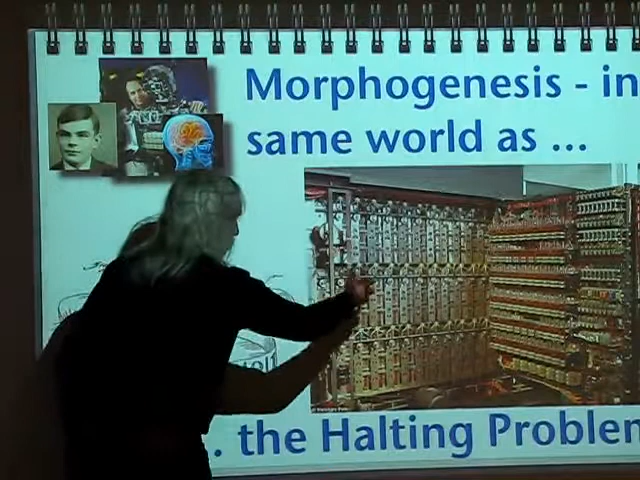 Morphogenesis - in
same world as ...
. the Halting Problem